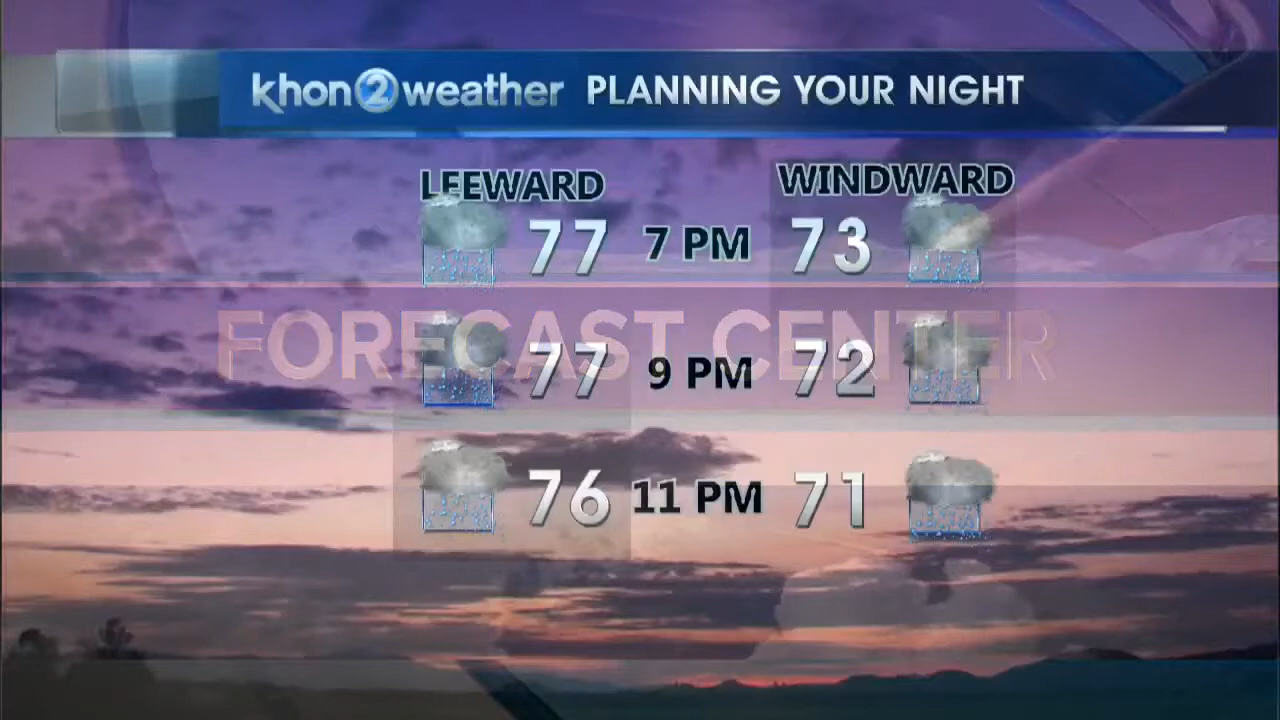 khon2weather PLANNING YOUR NIGHT
LEEWARD WINDWARD
77 7 PM 73
FORECAST CENTER
77 9 PM 72
76 11 PM 71